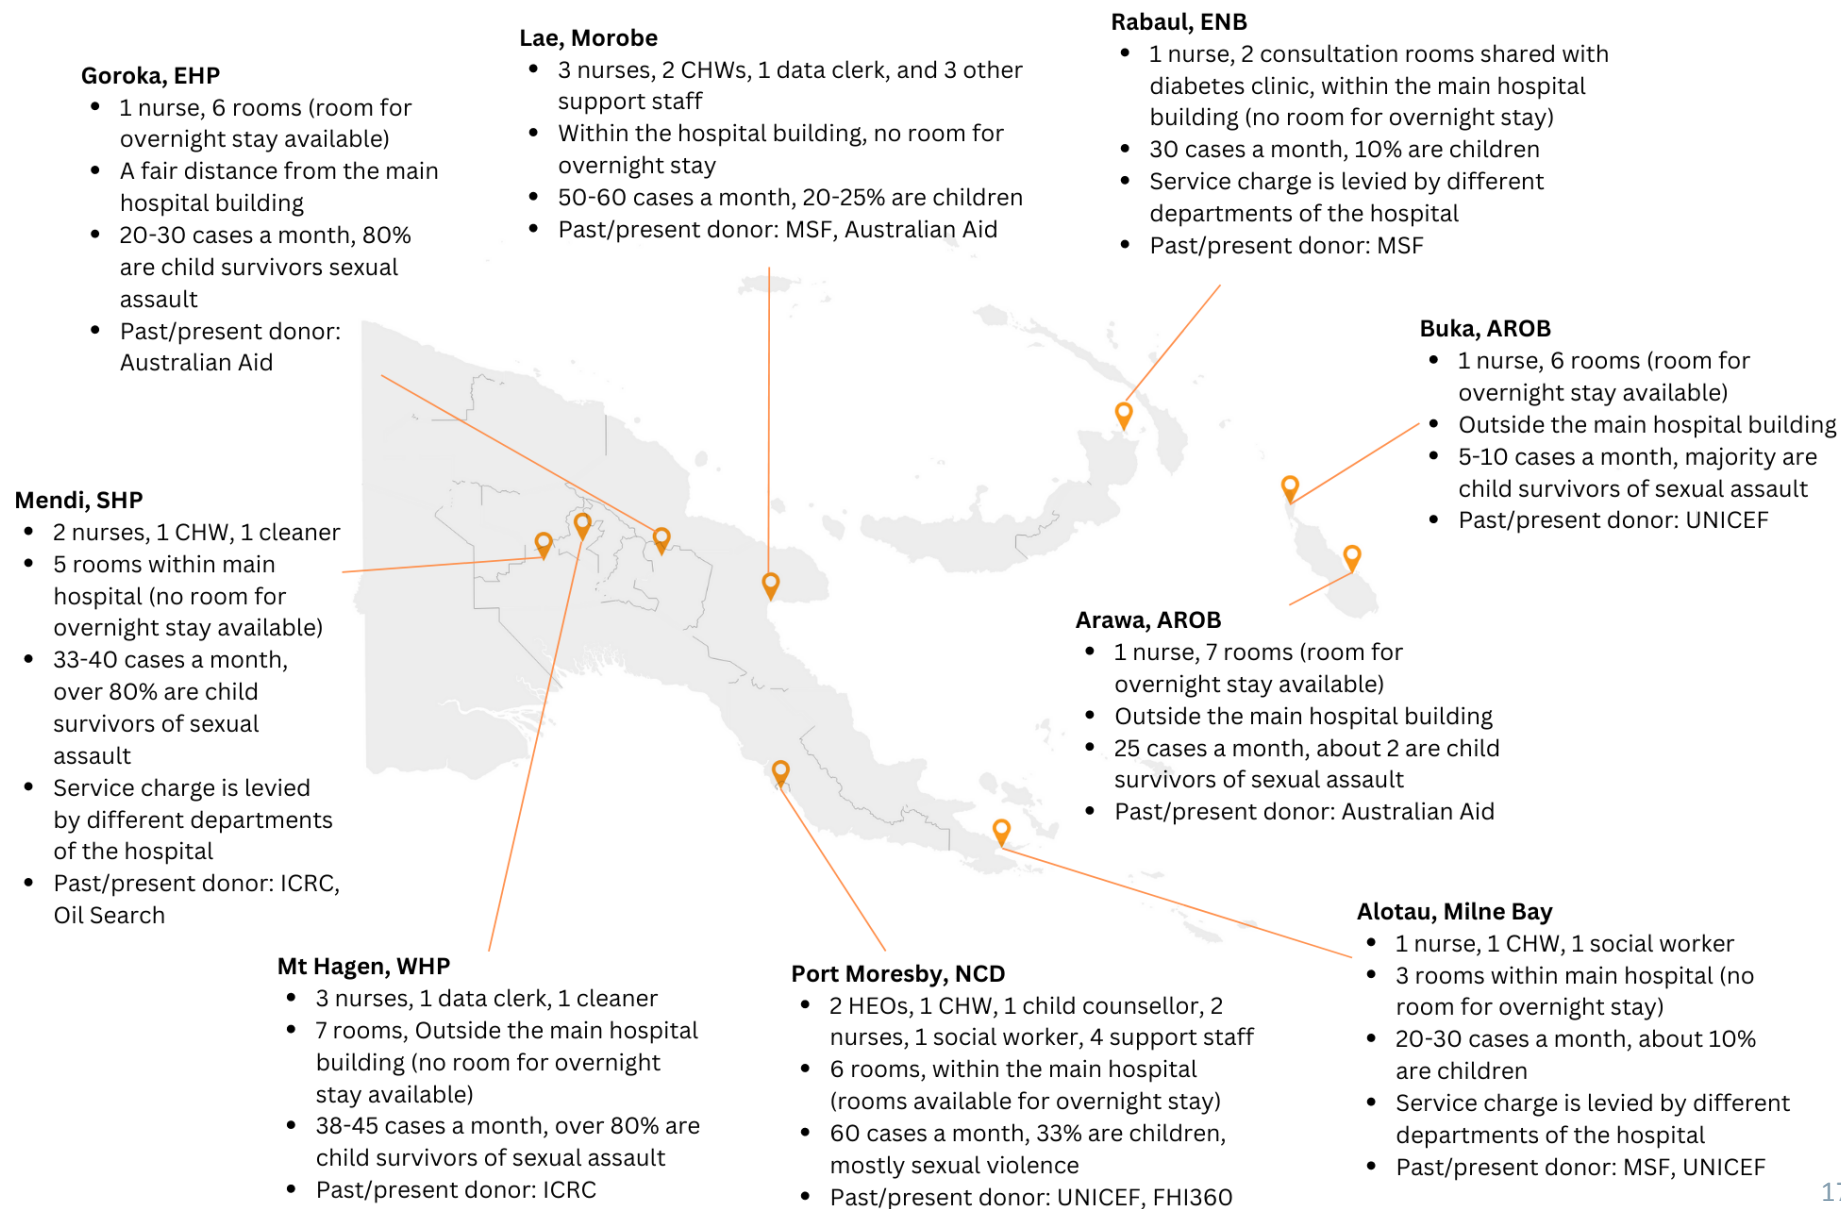 Goroka, EHP
• 1 nurse, 6 rooms (room for
overnight stay available)
• A fair distance from the main
hospital building
• 20-30 cases a month, 80%
are child survivors sexual
assault
• Past/present donor:
Australian Aid
Lae, Morobe
• 3 nurses, 2 CHWs, 1 data clerk, and 3 other
support staff
• Within the hospital building, no room for
overnight stay
• 50-60 cases a month, 20-25% are children
• Past/present donor: MSF, Australian Aid
Rabaul, ENB
• 1 nurse, 2 consultation rooms shared with
diabetes clinic, within the main hospital
building (no room for overnight stay)
• 30 cases a month, 10% are children
• Service charge is levied by different
departments of the hospital
• Past/present donor: MSF
Buka, AROB
• 1 nurse, 6 rooms (room for
overnight stay available)
• Outside the main hospital building
• 5-10 cases a month, majority are
child survivors of sexual assault
• Past/present donor: UNICEF
Mendi, SHP
• 2 nurses, 1 CHW, 1 cleaner
• 5 rooms within main
hospital (no room for
overnight stay available)
• 33-40 cases a month,
over 80% are child
survivors of sexual
assault
• Service charge is levied
by different departments
of the hospital
• Past/present donor: ICRC,
Oil Search
Arawa, AROB
• 1 nurse, 7 rooms (room for
overnight stay available)
• Outside the main hospital building
• 25 cases a month, about 2 are child
survivors of sexual assault
• Past/present donor: Australian Aid
Mt Hagen, WHP
• 3 nurses, 1 data clerk, 1 cleaner
• 7 rooms, Outside the main hospital
building (no room for overnight
stay available)
• 38-45 cases a month, over 80% are
child survivors of sexual assault
• Past/present donor: ICRC
Port Moresby, NCD
• 2 HEOs, 1 CHW, 1 child counsellor, 2
nurses, 1 social worker, 4 support staff
• 6 rooms, within the main hospital
(rooms available for overnight stay)
• 60 cases a month, 33% are children,
mostly sexual violence
• Past/present donor: UNICEF, FHI360
Alotau, Milne Bay
• 1 nurse, 1 CHW, 1 social worker
• 3 rooms within main hospital (no
room for overnight stay)
• 20-30 cases a month, about 10%
are children
• Service charge is levied by different
departments of the hospital
• Past/present donor: MSF, UNICEF